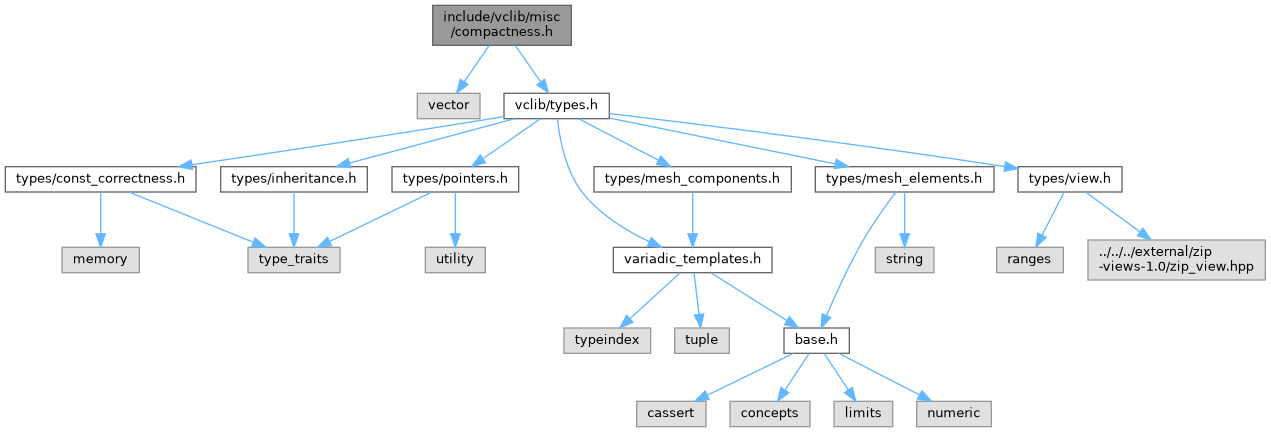 include/vclib/misc
/compactness.h
vector
vclib/types.h
types/const_correctness.h
types/inheritance.h
types/pointers.h
types/mesh_components.h
types/mesh_elements.h
types/view.h
memory
type_traits
utility
variadic_templates.h
string
ranges
../../../external/zip
-views-1.0/zip_view.hpp
typeindex
tuple
base.h
cassert
concepts
limits
numeric